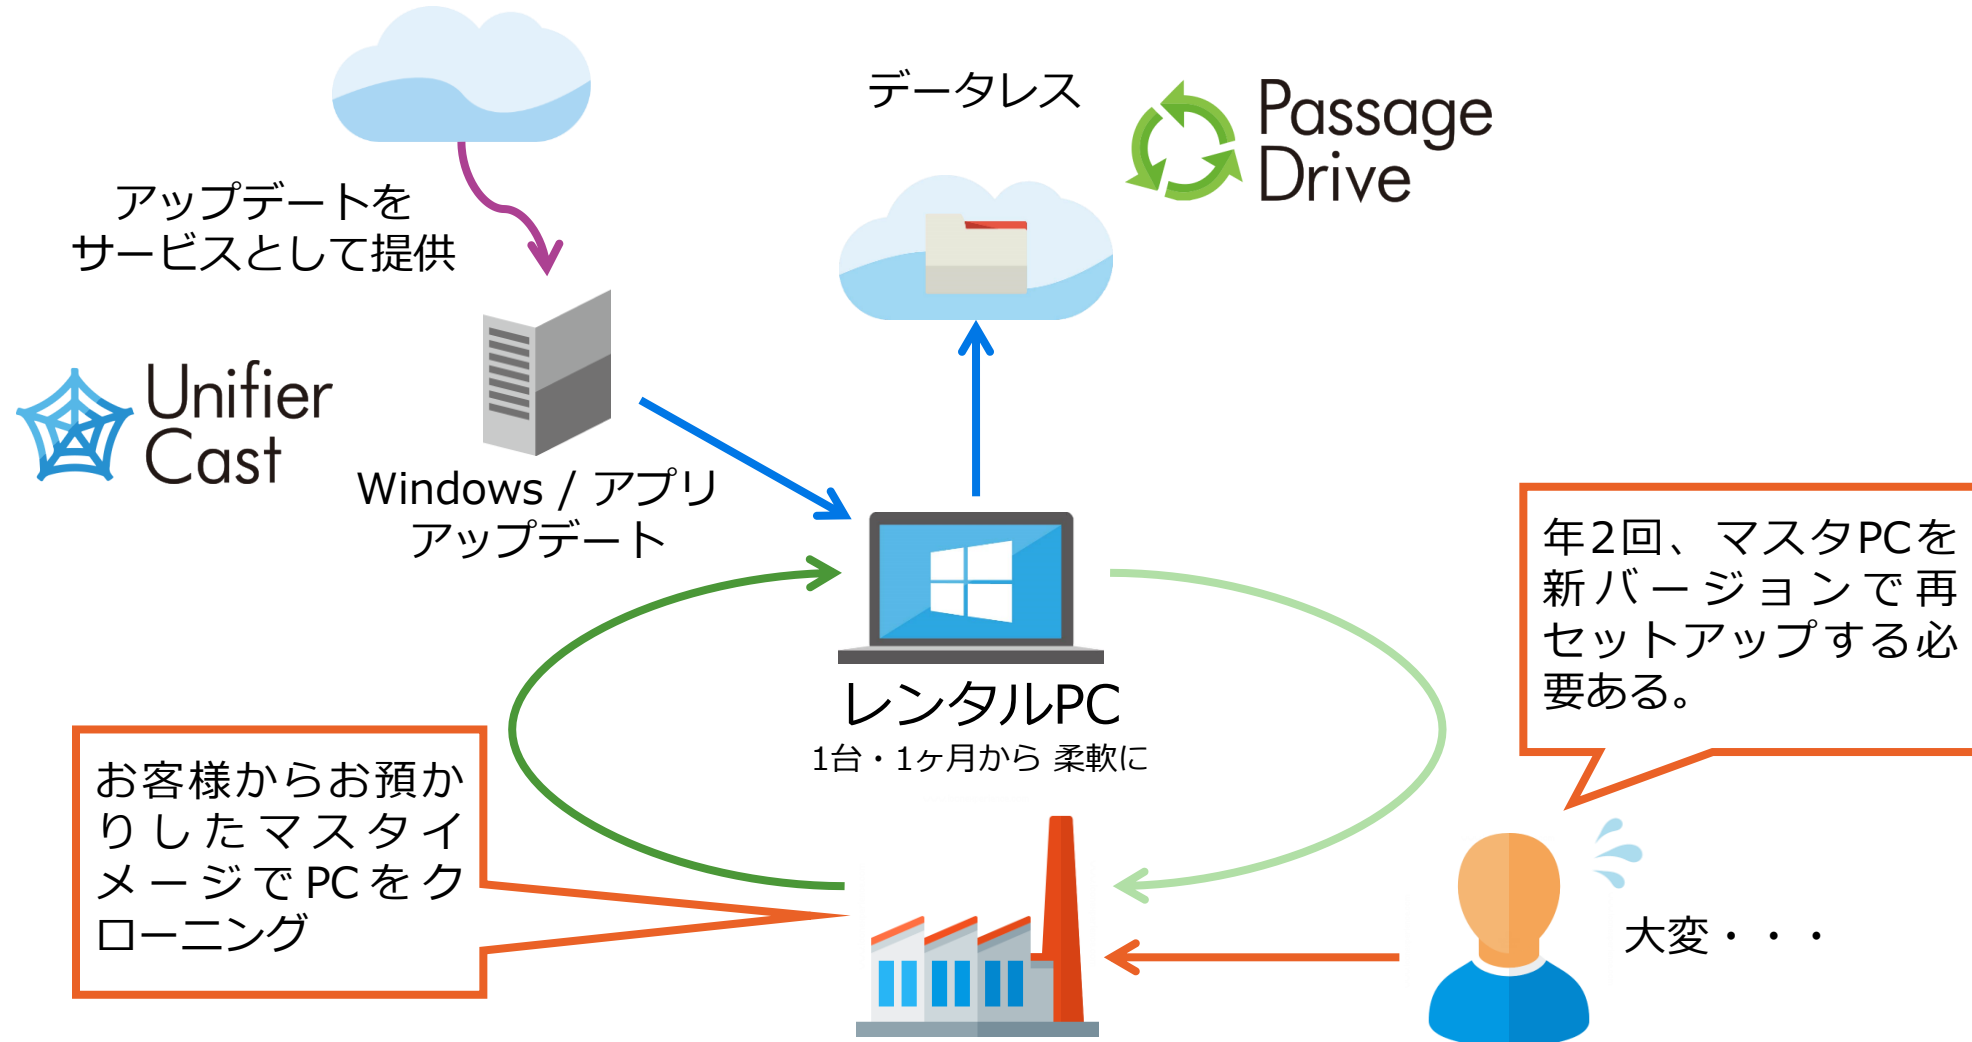 データレス
Passage
Drive
アップデートを
サービスとして提供
Unifier
Cast
Windows / アプリ
アップデート
年2回、マスタPCを
新バージョンで再
セットアップする必
要ある。
レンタルPC
1台・1ヶ月から 柔軟に
お客様からお預か
りしたマスタイ
メージでPCをク
ローニング
大変・・・